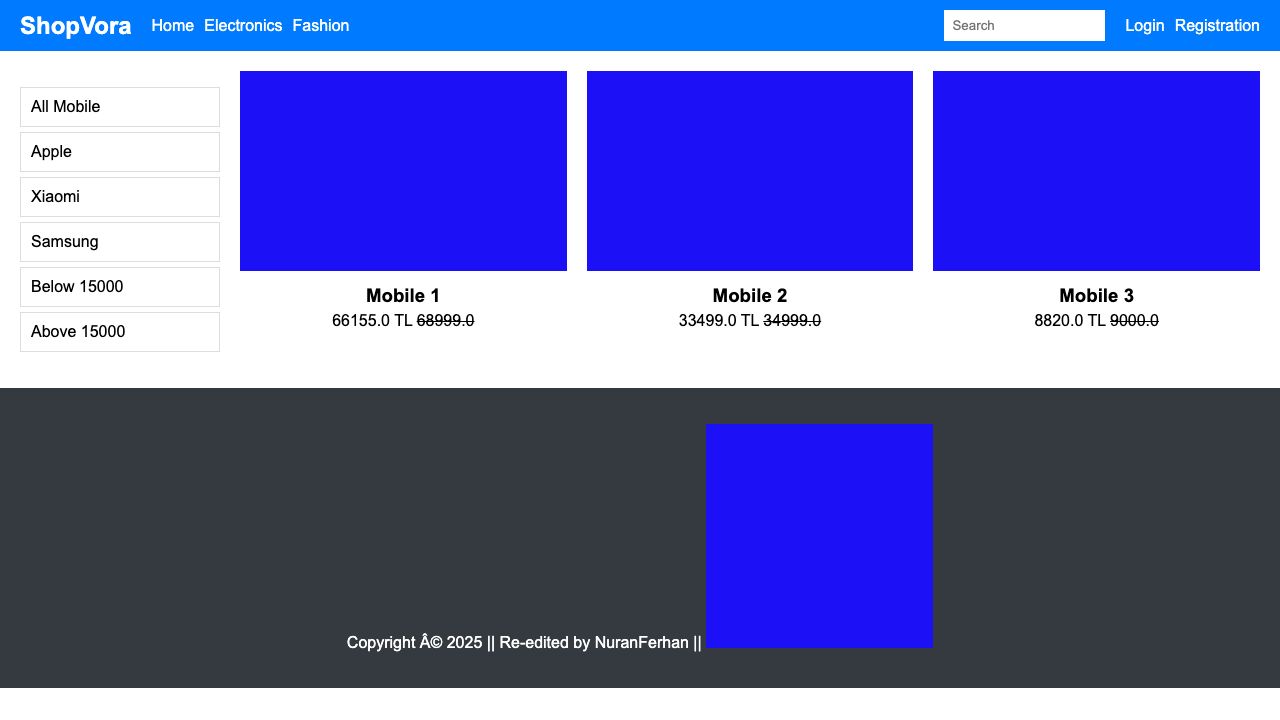 ShopVora Home Electronics Fashion Search Login Registration
All Mobile
Apple
Xiaomi
Samsung
Below 15000
Above 15000
Mobile 1
66155.0 TL 68999.0
Mobile 2
33499.0 TL 34999.0
Mobile 3
8820.0 TL 9000.0
Copyright Â© 2025 || Re-edited by NuranFerhan ||